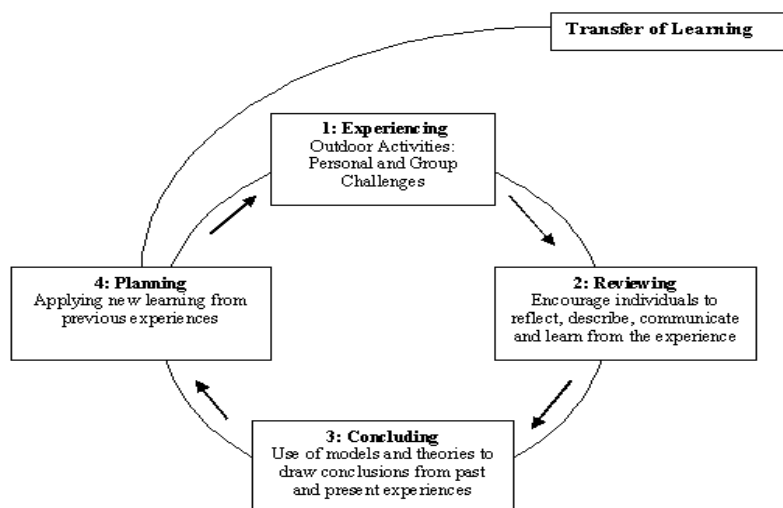 Transfer of Learning
1: Experiencing
Outdoor Activities:
Personal and Group
Challenges
2: Reviewing
Encourage individuals to
reflect, describe, communicate
and learn from the experience
3: Concluding
Use of models and theories to
draw conclusions from past
and present experiences
4: Planning
Applying new learning from
previous experiences